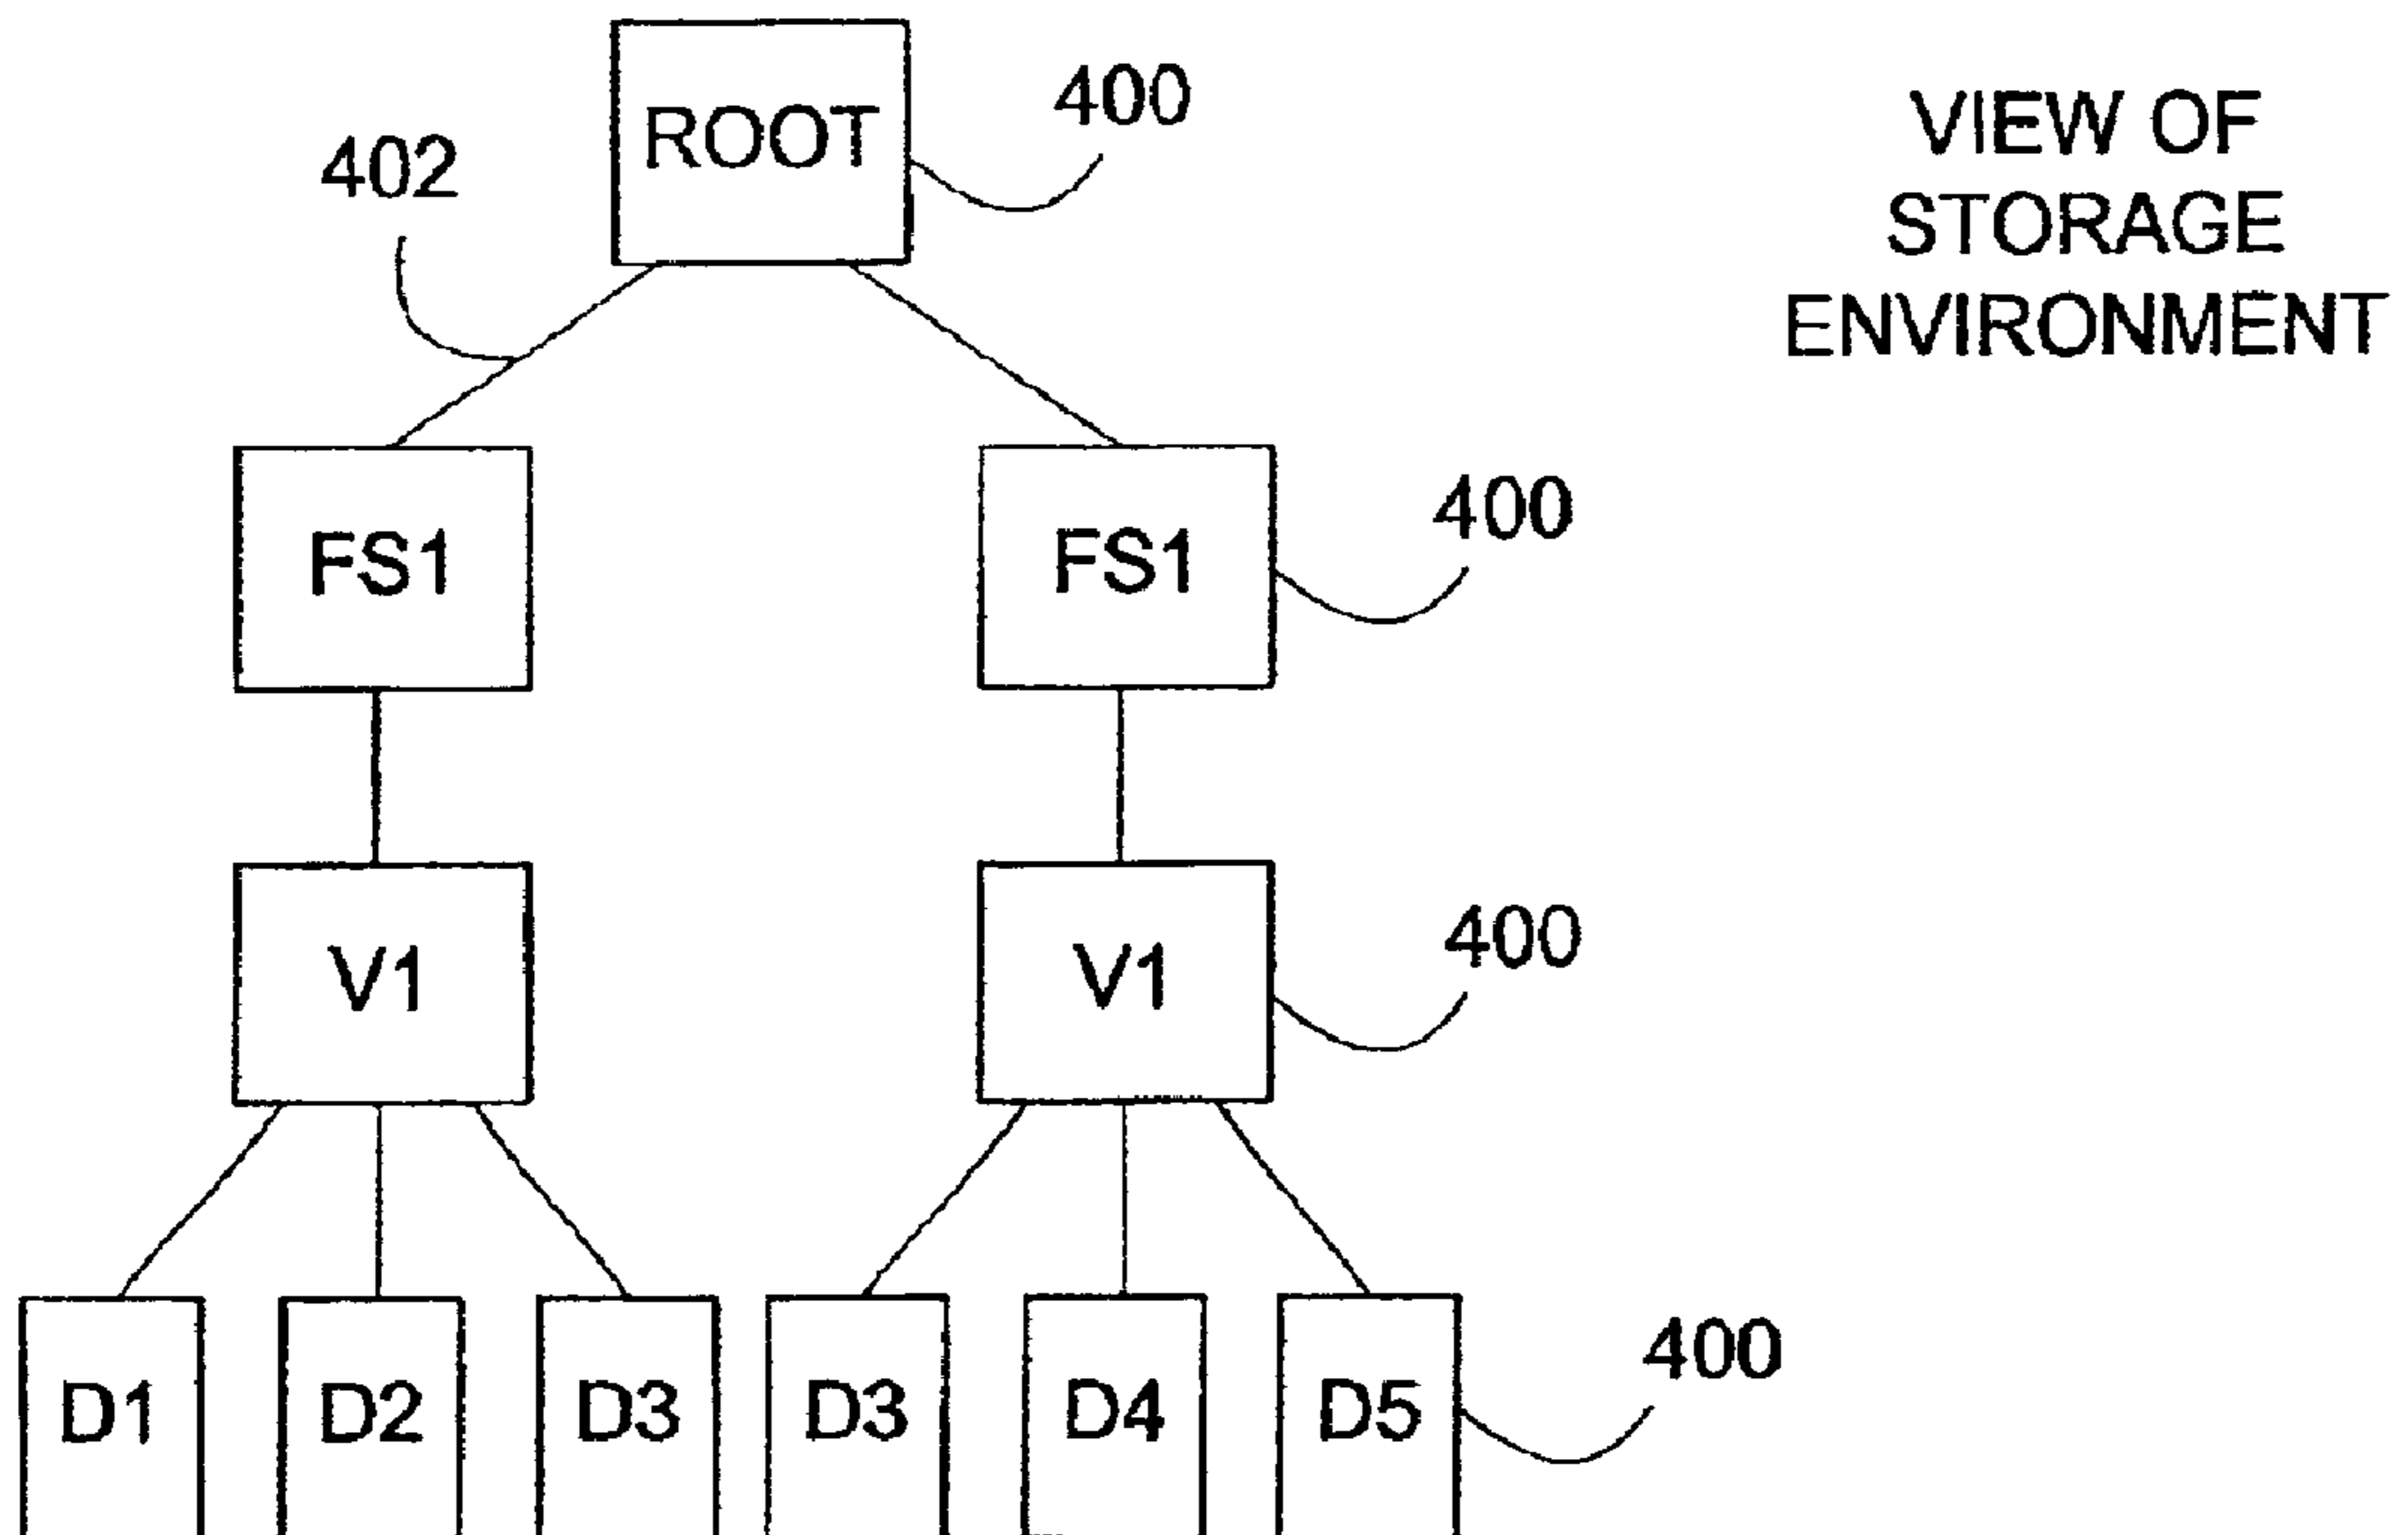 400
ROOT
402
VIEW OF
STORAGE
ENVIRONMENT
FS1
FS1
400
V1
V1
400
D1
D2
D3
D3
D4
D5
400